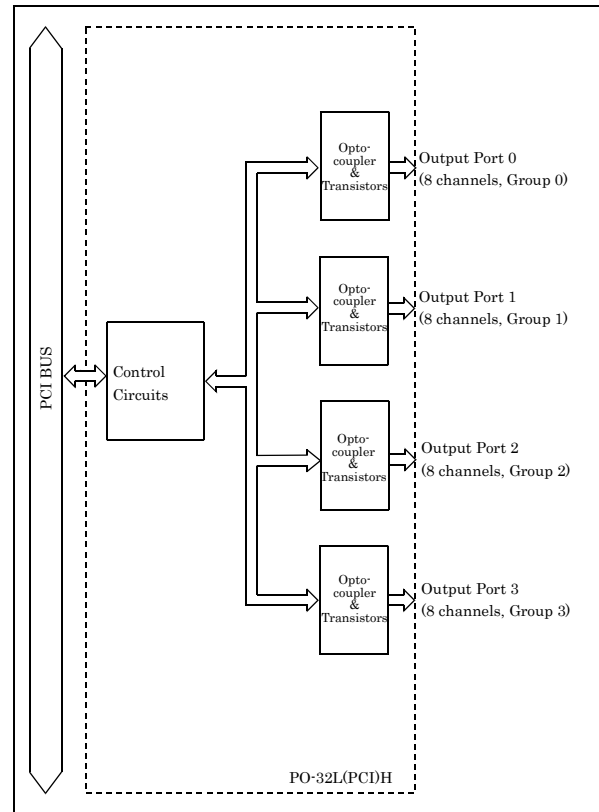 Opto-
coupler
&
Transistors
Output Port 0
(8 channels, Group 0)
Opto-
coupler
&
Transistors
Output Port 1
(8 channels, Group 1)
PCI BUS
Control
Circuits
Opto-
coupler
&
Transistors
Output Port 2
(8 channels, Group 2)
Opto-
coupler
&
Transistors
Output Port 3
(8 channels, Group 3)
PO-32L(PCI)H